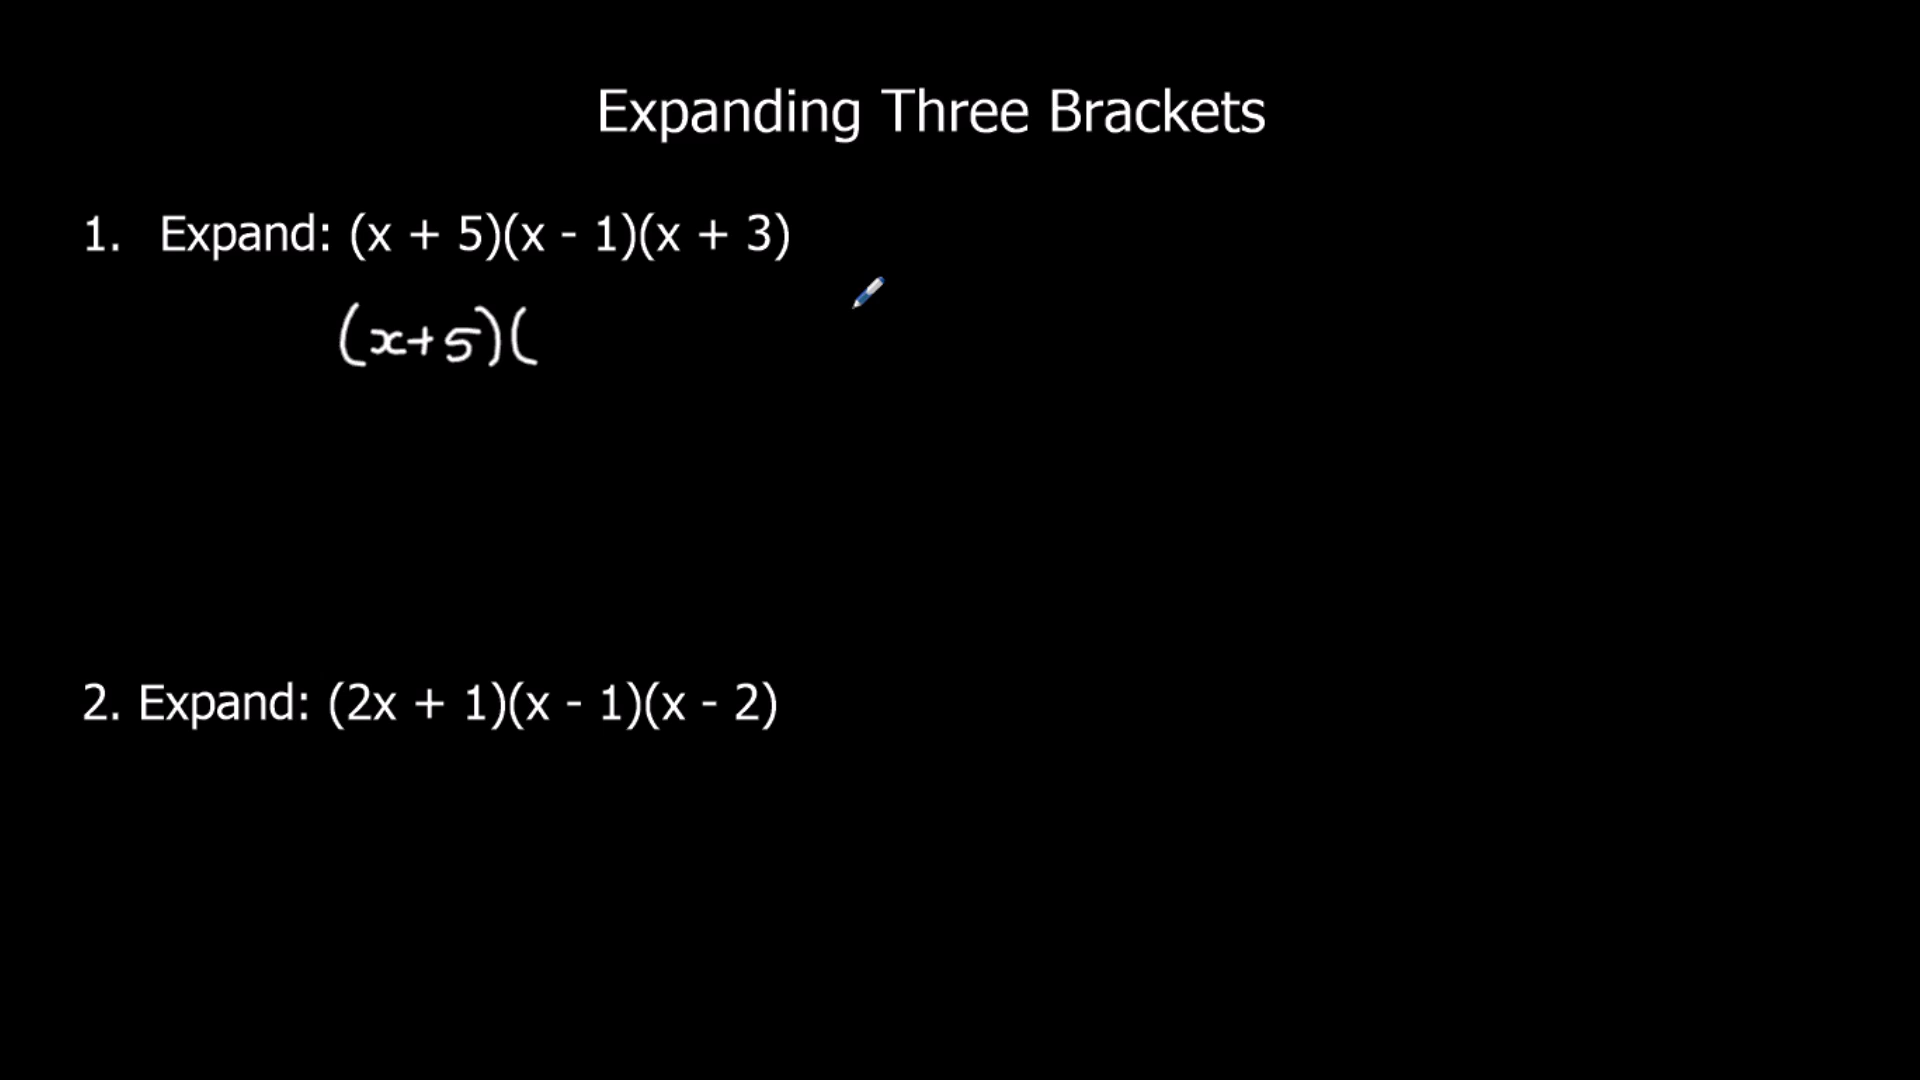 Expanding Three Brackets
1. Expand: (x + 5)(x - 1)(x + 3)
(x+5)(
2. Expand: (2x + 1)(x - 1)(x - 2)